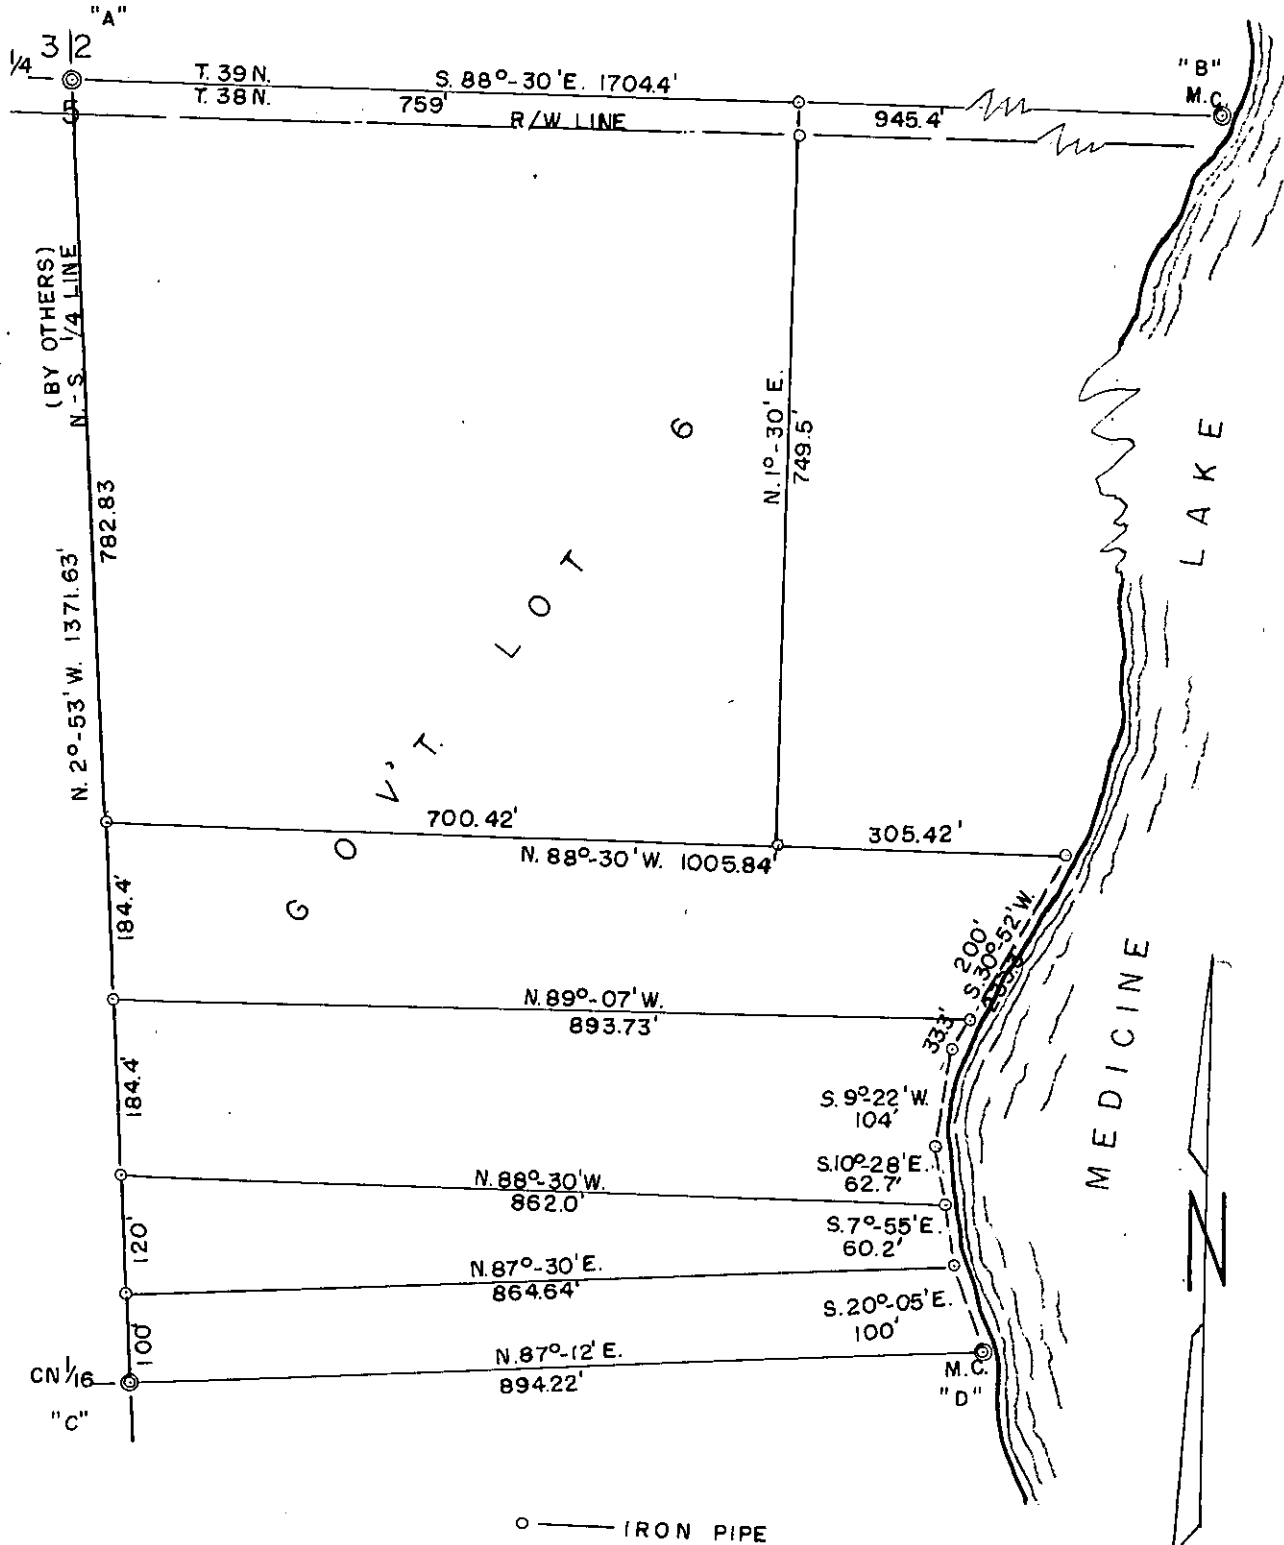 "A"
3 | 2
1/4
T. 39 N.
S. 88°-30'E. 1704.4'
"B"
M.C.
T. 38 N.
759'
945.4'
5
R/W LINE
(BY OTHERS)
N.-S. 1/4 LINE
N. 1°-30' E.
749.5'
6
LAKE
782.83
N. 2°-53' W. 1371.63'
GOV'T. LOT
700.42'
305.42'
N. 88°-30' W. 1005.84'
184.4'
200'
S. 30°-52' W.
N. 89°-07' W.
893.73'
MEDICINE
184.4'
S. 9°-22' W.
104'
S. 10°-28' E.
62.7'
N. 88°-30' W.
862.0'
S. 7°-55' E.
60.2'
120'
N
N. 87°-30' E.
864.64'
S. 20°-05' E.
100'
100'
N. 87°-12' E.
CN 1/16
894.22'
M.C.
"C"
"D"
IRON PIPE